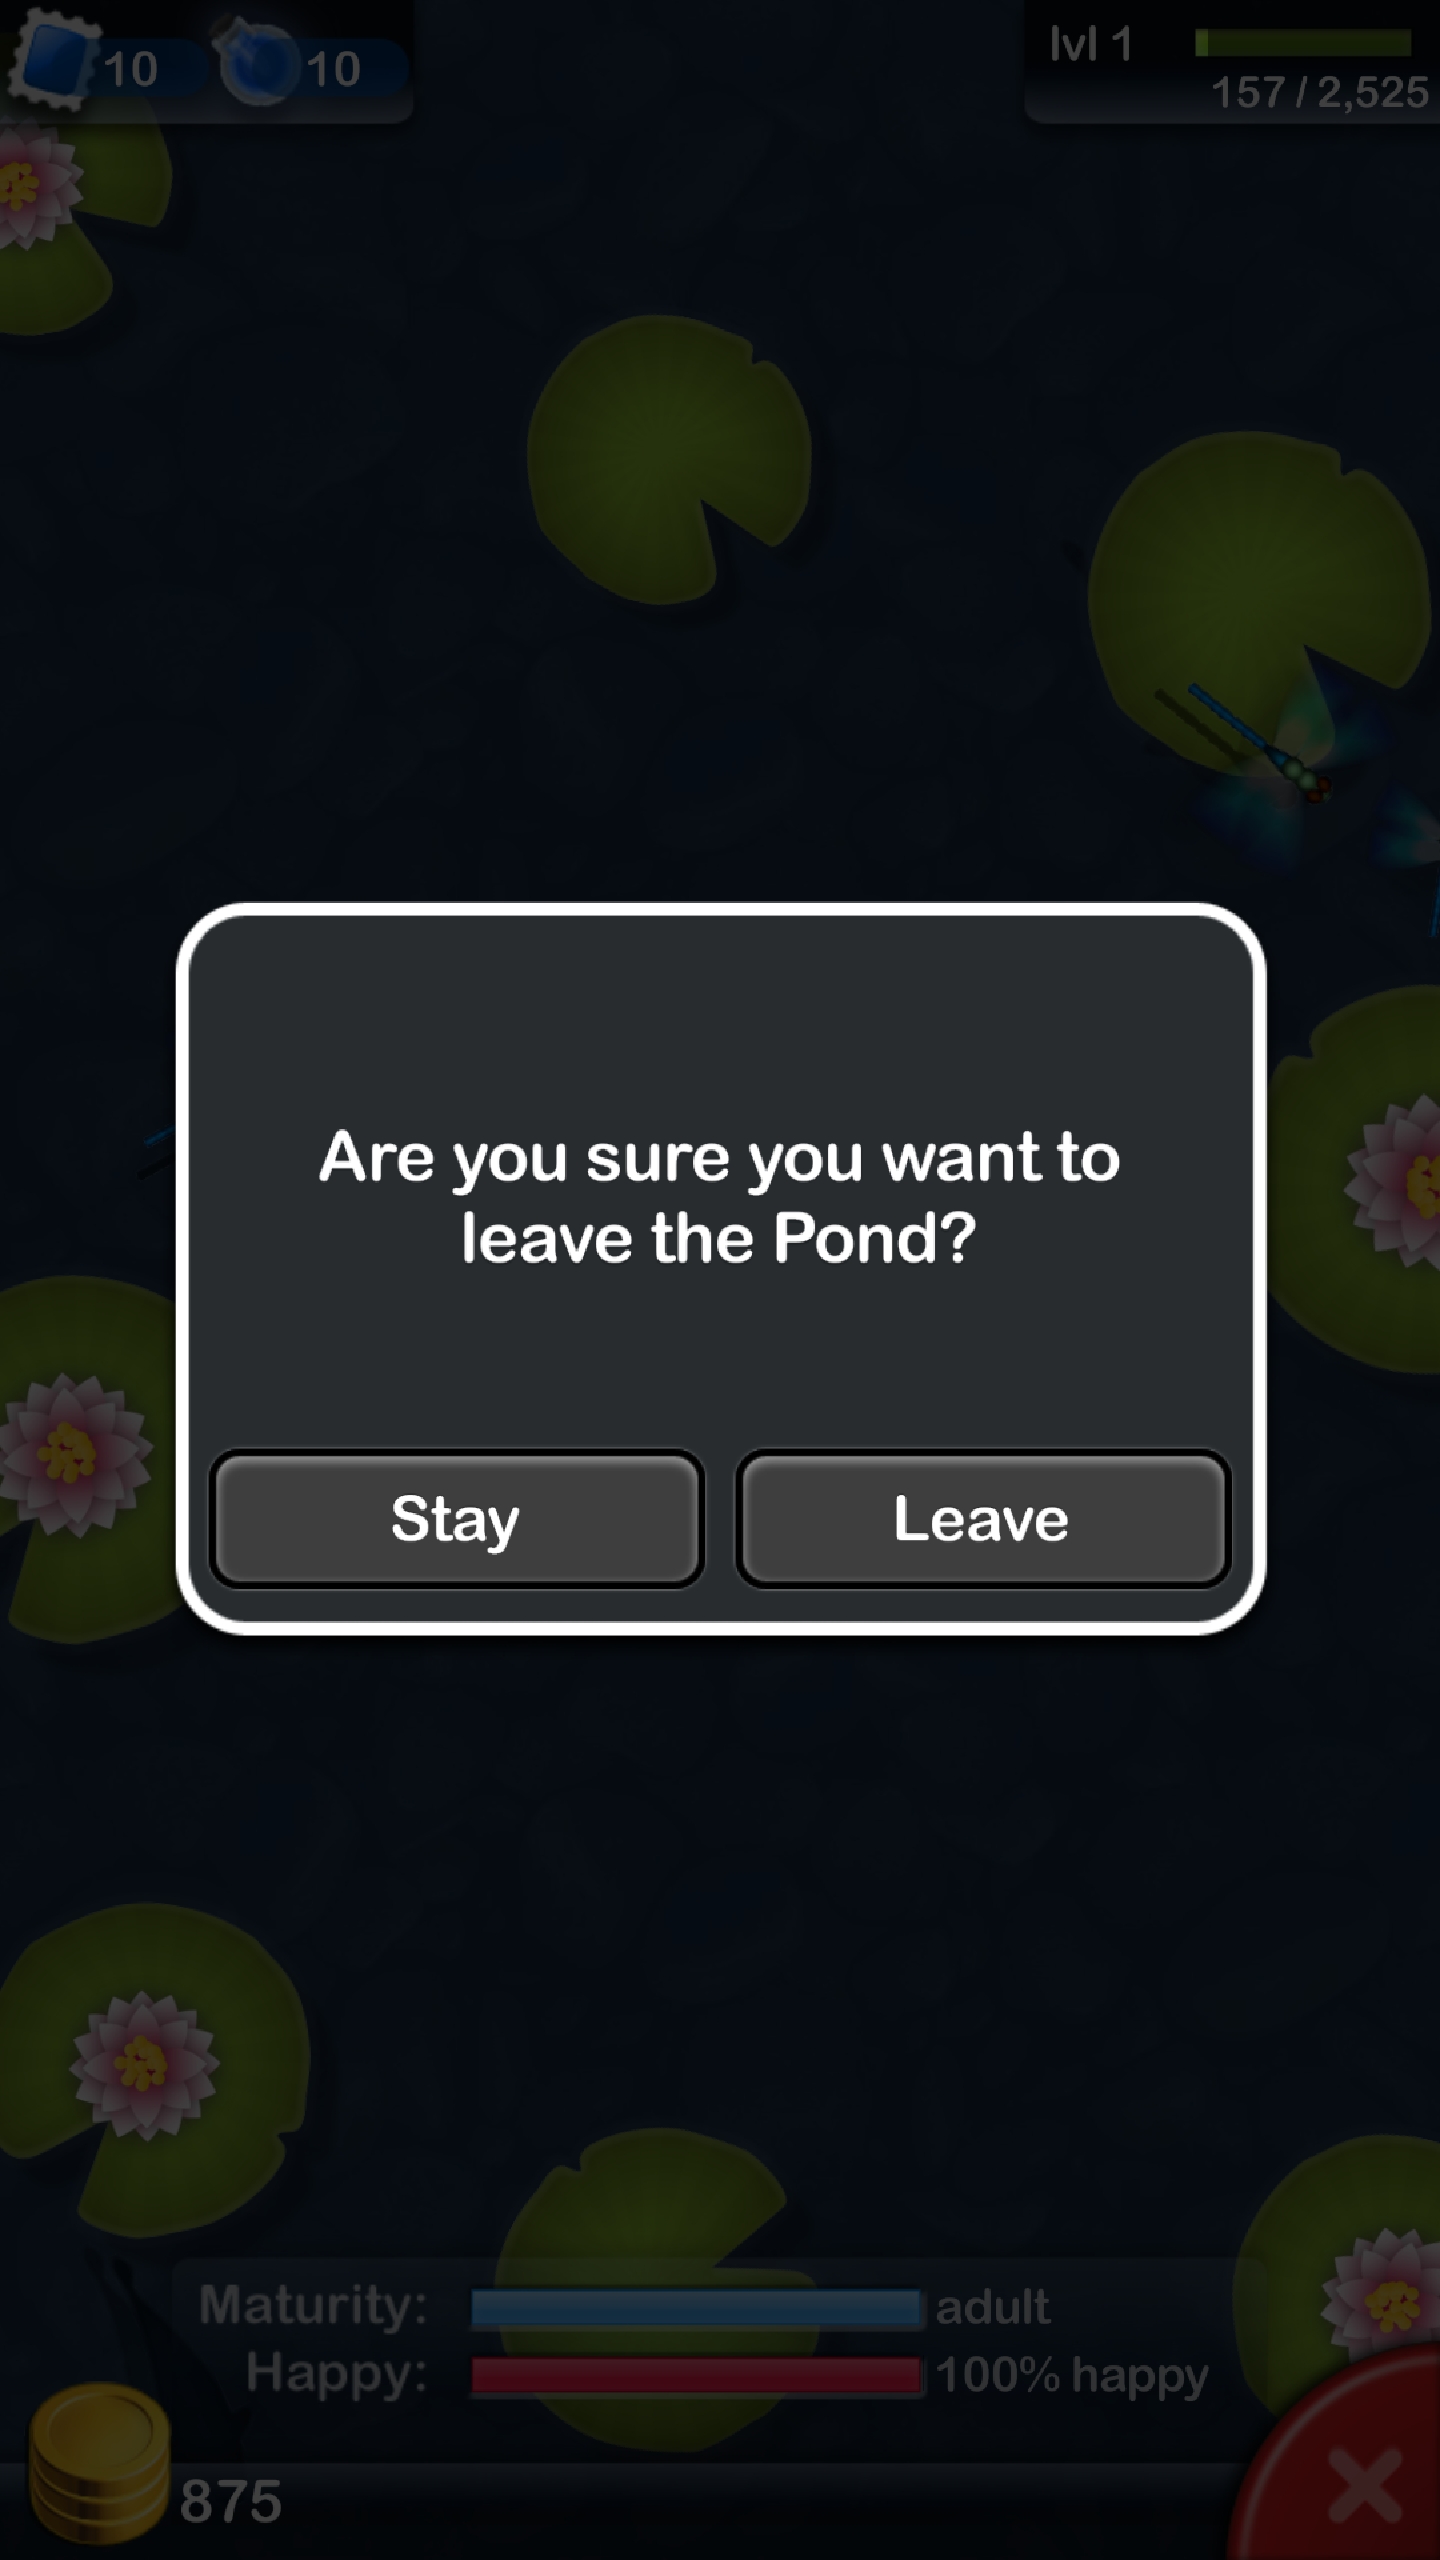 10
10
lvl 1
157 / 2,525
Are you sure you want to
leave the Pond?
Stay
Leave
Maturity:
adult
Happy:
100% happy
875